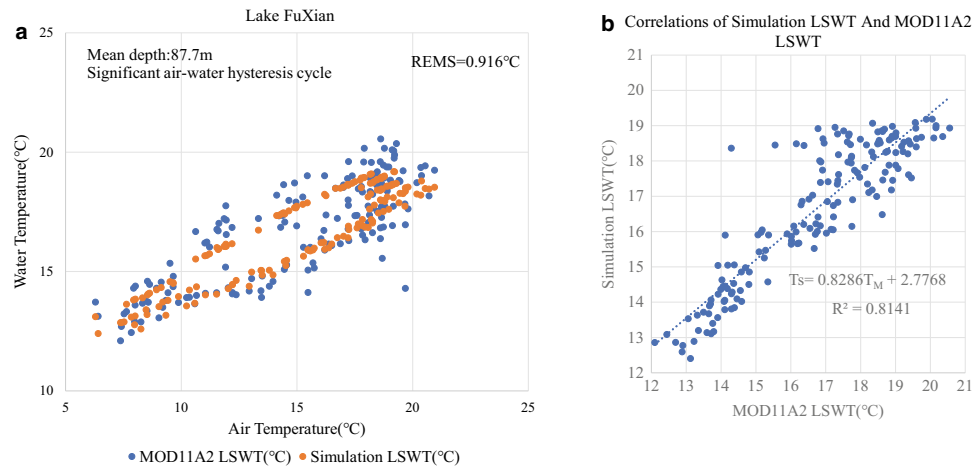 Lake FuXian
a
Mean depth:87.7m
Significant air-water hysteresis cycle
REMS=0.916℃
Water Temperature(℃)
25
20
15
10
5
10
15
20
25
Air Temperature(℃)
MOD11A2 LSWT(℃)
Simulation LSWT(℃)
b
Correlations of Simulation LSWT And MOD11A2
LSWT
Simulation LSWT(℃)
21
20
19
18
17
16
15
14
13
12
Ts= 0.8286T_M + 2.7768
R² = 0.8141
12
13
14
15
16
17
18
19
20
21
MOD11A2 LSWT(℃)